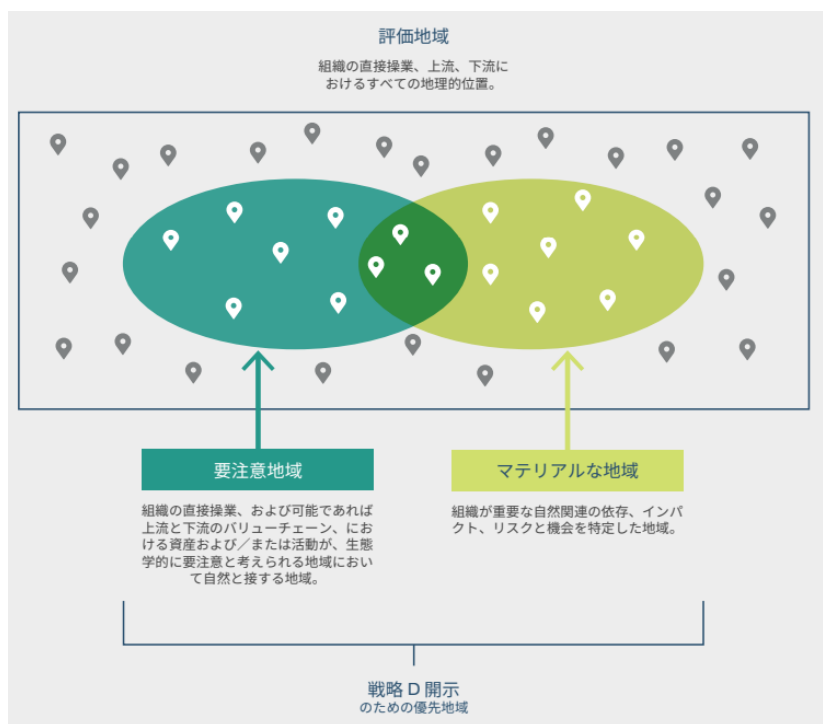 評価地域
組織の直接操業、上流、下流に
おけるすべての地理的位置。
要注意地域
組織の直接操業、および可能であれば
上流と下流のバリューチェーン、にお
ける資産および／または活動が、生態
学的に要注意と考えられる地域におい
て自然と接する地域。
マテリアルな地域
組織が重要な自然関連の依存、インパ
クト、リスクと機会を特定した地域。
戦略 D 開示
のための優先地域